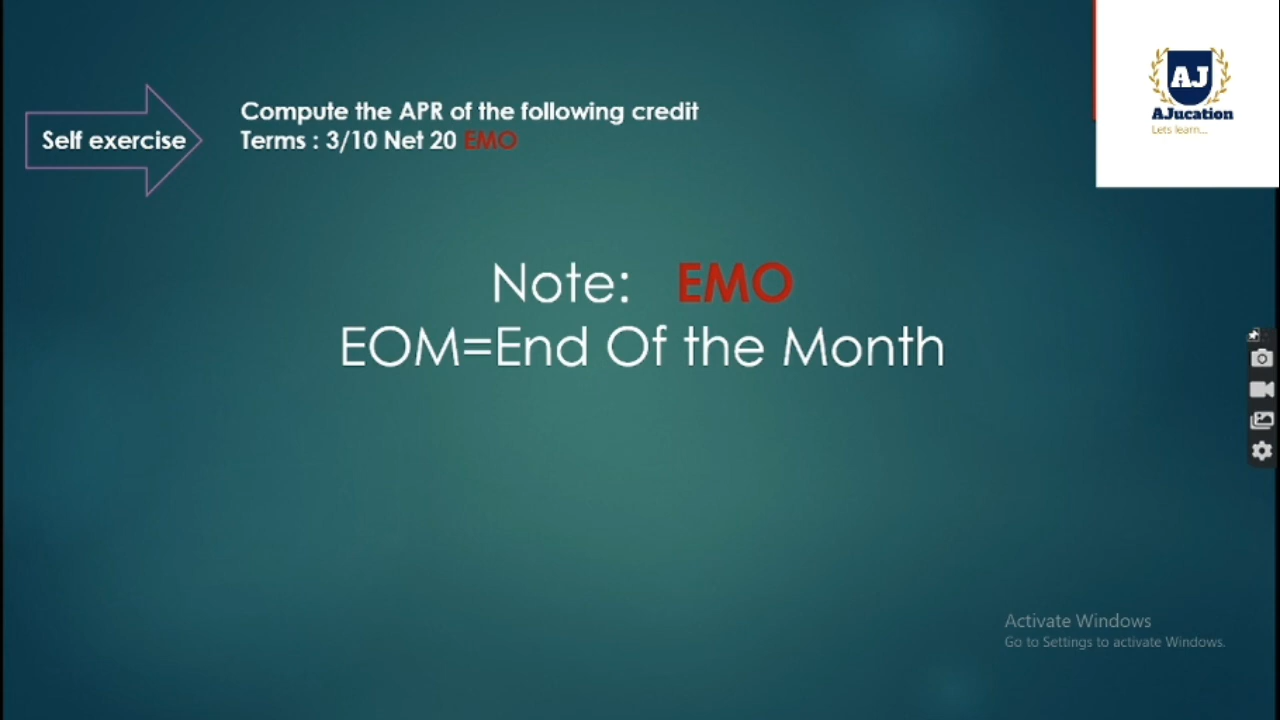 Compute the APR of the following credit
Self exercise
Terms : 3/10 Net 20 EMO
AJ
AJucation
Lets learn...
Note: EMO
EOM=End Of the Month
Activate Windows
Go to Settings to activate Windows.